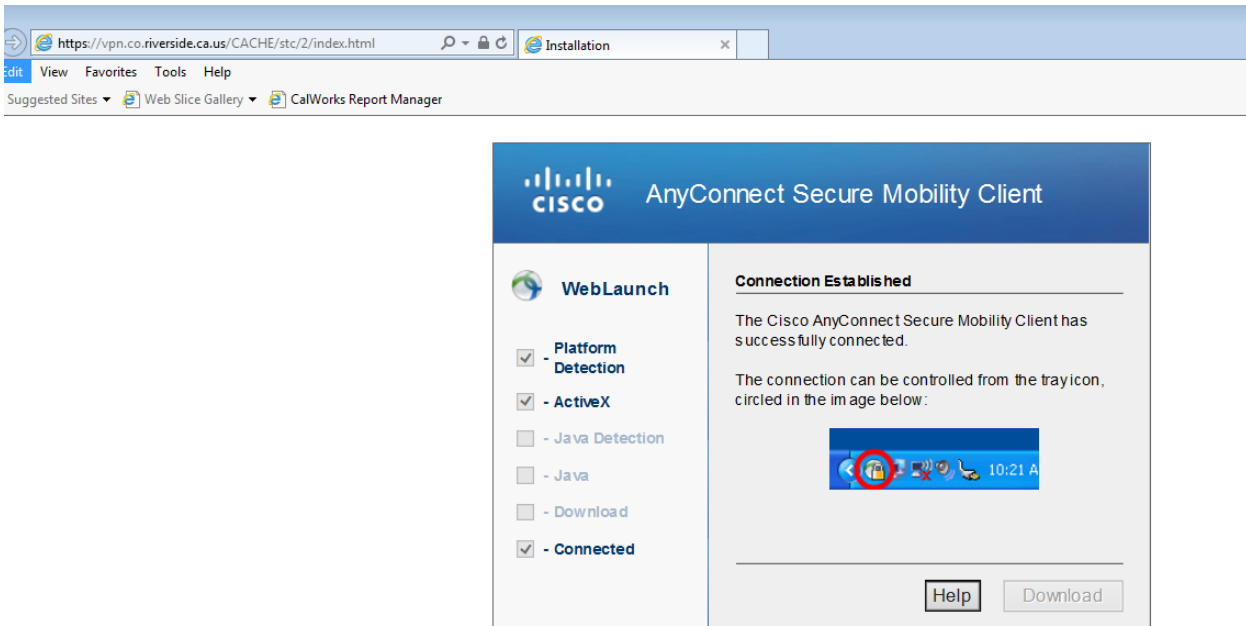 https://vpn.co.riverside.ca.us/CACHE/stc/2/index.html Installation
Edit View Favorites Tools Help
Suggested Sites Web Slice Gallery CalWorks Report Manager
CISCO AnyConnect Secure Mobility Client
WebLaunch
- Platform
Detection
- ActiveX
- Java Detection
- Java
- Download
- Connected
Connection Established
The Cisco AnyConnect Secure Mobility Client has
successfully connected.
The connection can be controlled from the tray icon,
circled in the image below:
10:21 A
Help Download